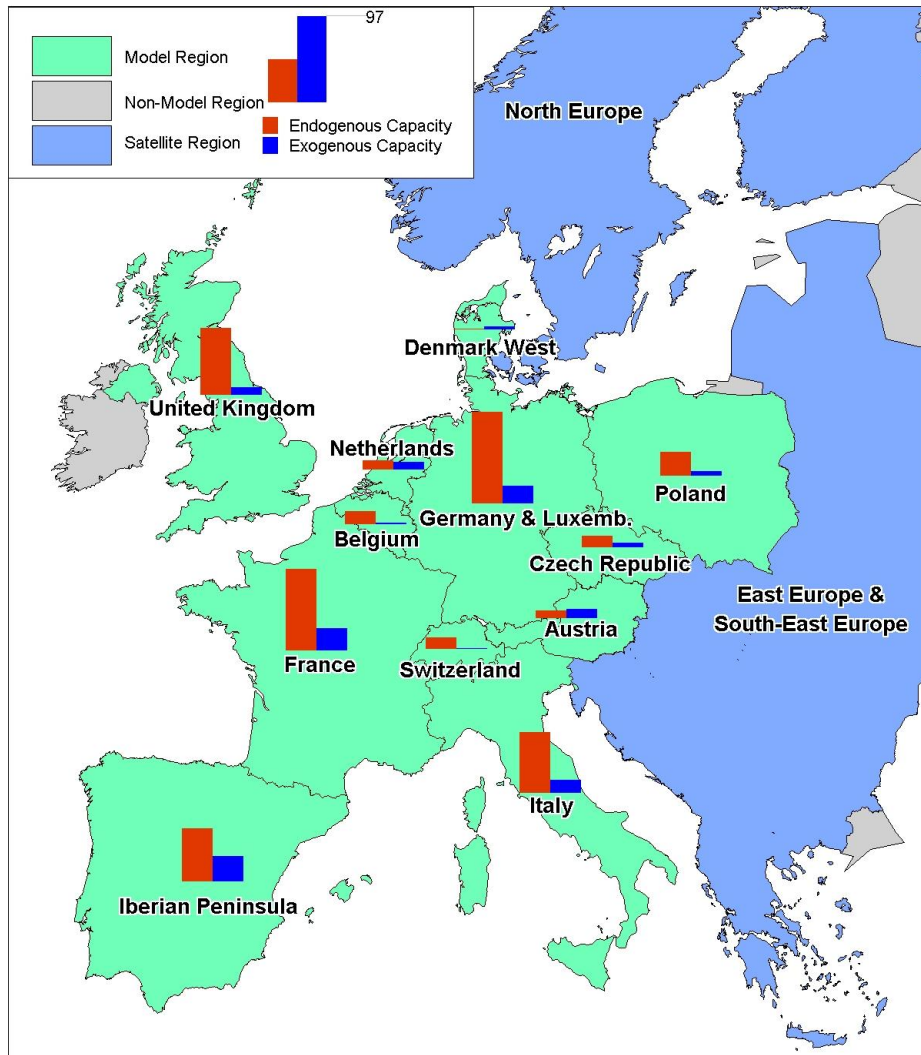 97
Model Region
Non-Model Region
Satellite Region
Endogenous Capacity
Exogenous Capacity
North Europe
Denmark West
United Kingdom
Netherlands
Poland
Germany & Luxemb.
Belgium
Czech Republic
East Europe &
South-East Europe
Austria
France
Switzerland
Italy
Iberian Peninsula